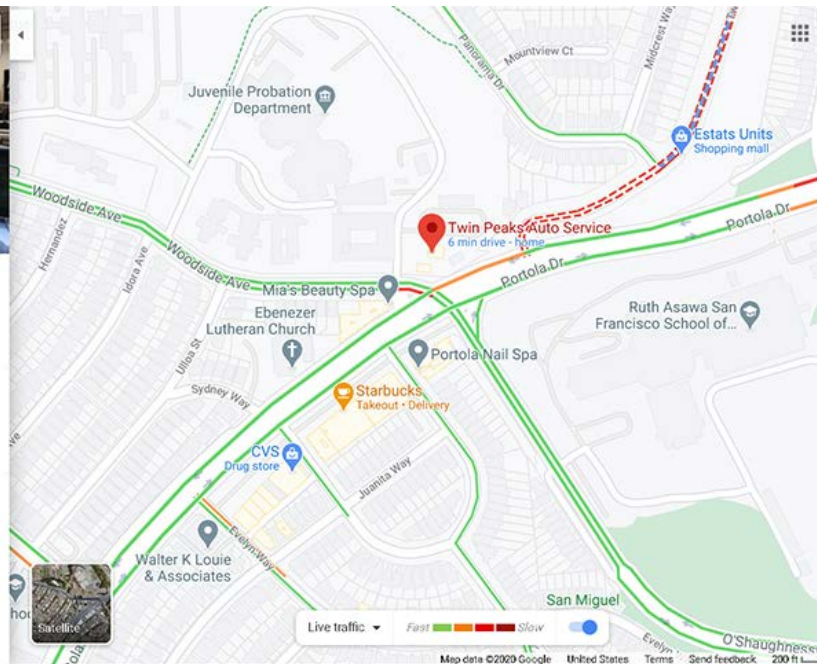 Panorama Dr
Mountview Ct
Midcrest Way
Juvenile Probation
Department
Estats Units
Shopping mall
Woodside Ave
Hernandez
Idora Ave
Woodside Ave
Twin Peaks Auto Service
6 min drive - home
Portola Dr
Portola Dr
Mia's Beauty Spa
Ebenezer
Lutheran Church
Ruth Asawa San
Francisco School of...
Ulloa St
Portola Nail Spa
Sydney Way
Starbucks
Takeout • Delivery
CVS
Drug store
Juanita Way
Evelyn Way
Walter K Louie
& Associates
San Miguel
Satellite
Live traffic
Fast
Slow
O'Shaughness
Map data ©2020 Google
United States
Terms
Send feedback
200 ft